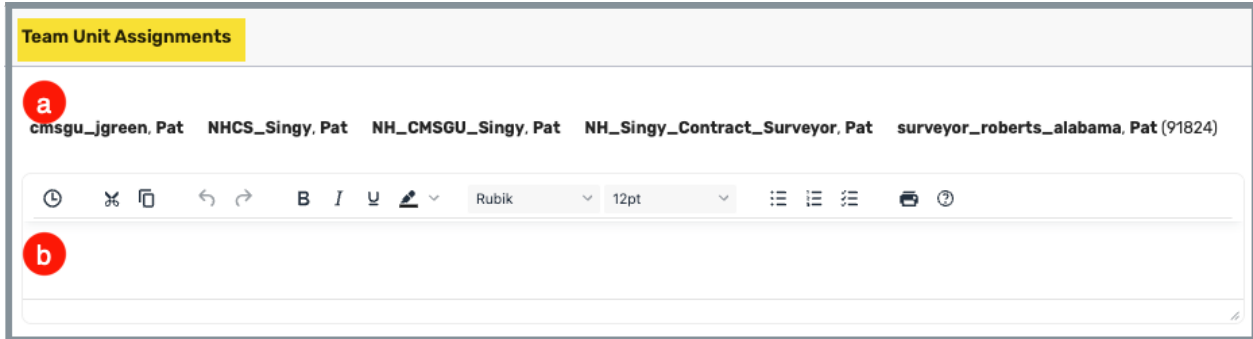 Team Unit Assignments
a
cmsgu_jgreen, Pat NHCS_Singy, Pat NH_CMSGU_Singy, Pat NH_Singy_Contract_Surveyor, Pat surveyor_roberts_alabama, Pat (91824)
B I U Rubik 12pt
b